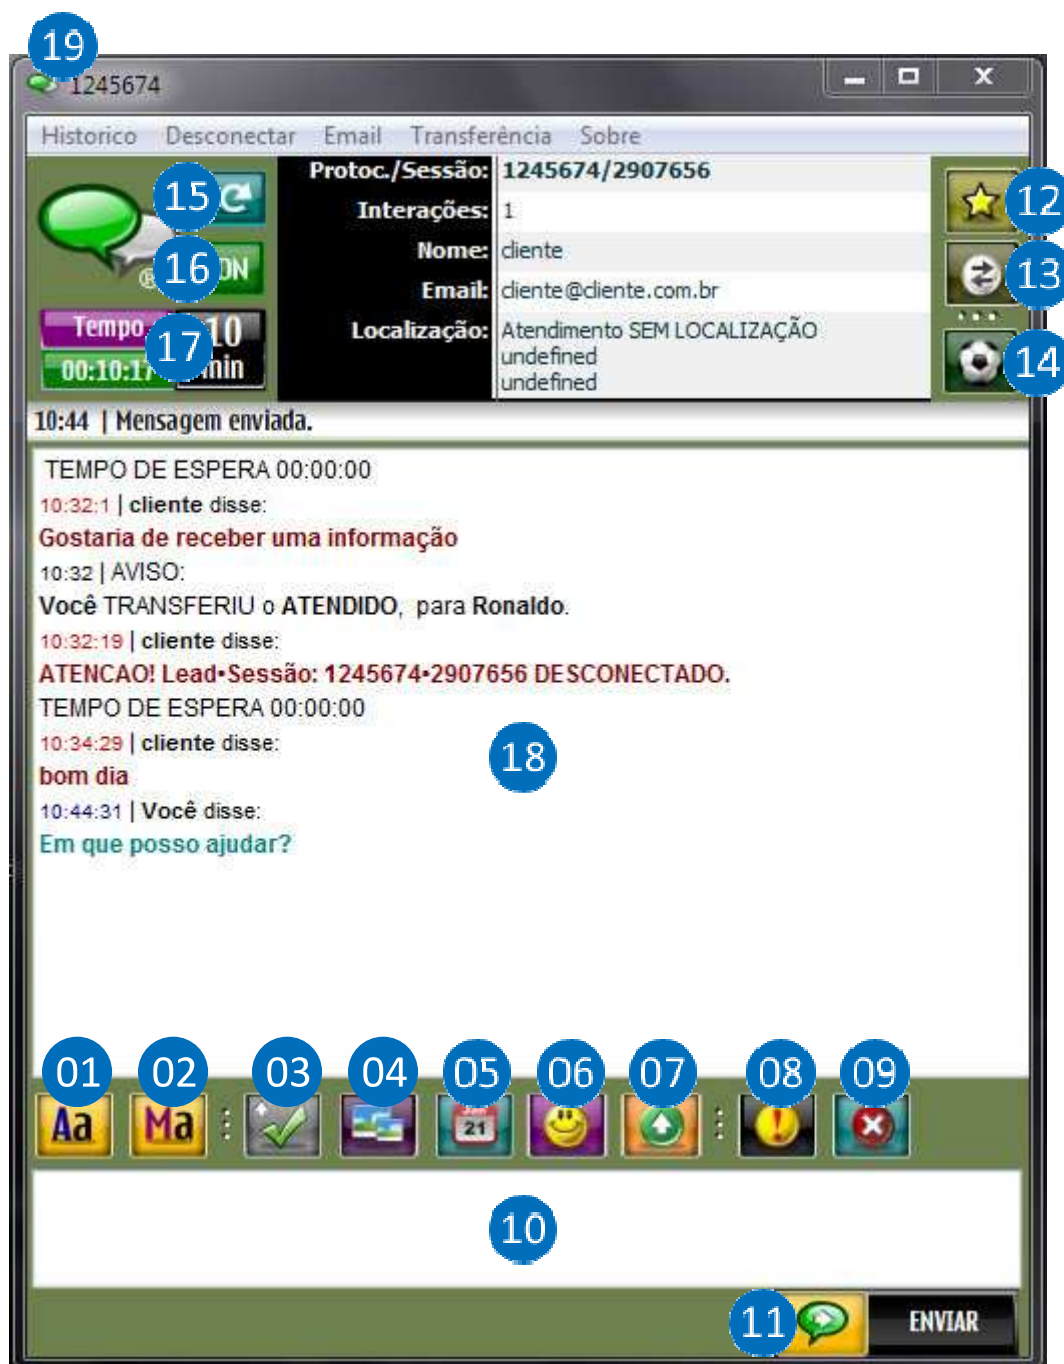 19
1245674
Historico Desconectar Email Transferência Sobre
Protoc./Sessão: 1245674/2907656
15
12
Interações: 1
16 ON
Nome: cliente
13
®
Email: cliente@cliente.com.br
Tempo 10
17
Localização: Atendimento SEM LOCALIZAÇÃO
14
00:10:17 min
undefined
undefined
10:44 | Mensagem enviada.
TEMPO DE ESPERA 00:00:00
10:32:1 | cliente disse:
Gostaria de receber uma informação
10:32 | AVISO:
Você TRANSFERIU o ATENDIDO, para Ronaldo.
10:32:19 | cliente disse:
ATENCAO! Lead•Sessão: 1245674•2907656 DESCONECTADO.
TEMPO DE ESPERA 00:00:00
10:34:29 | cliente disse:
18
bom dia
10:44:31 | Você disse:
Em que posso ajudar?
01 02 03 04 05 06 07 08 09
Aa Ma 21
10
11 ENVIAR